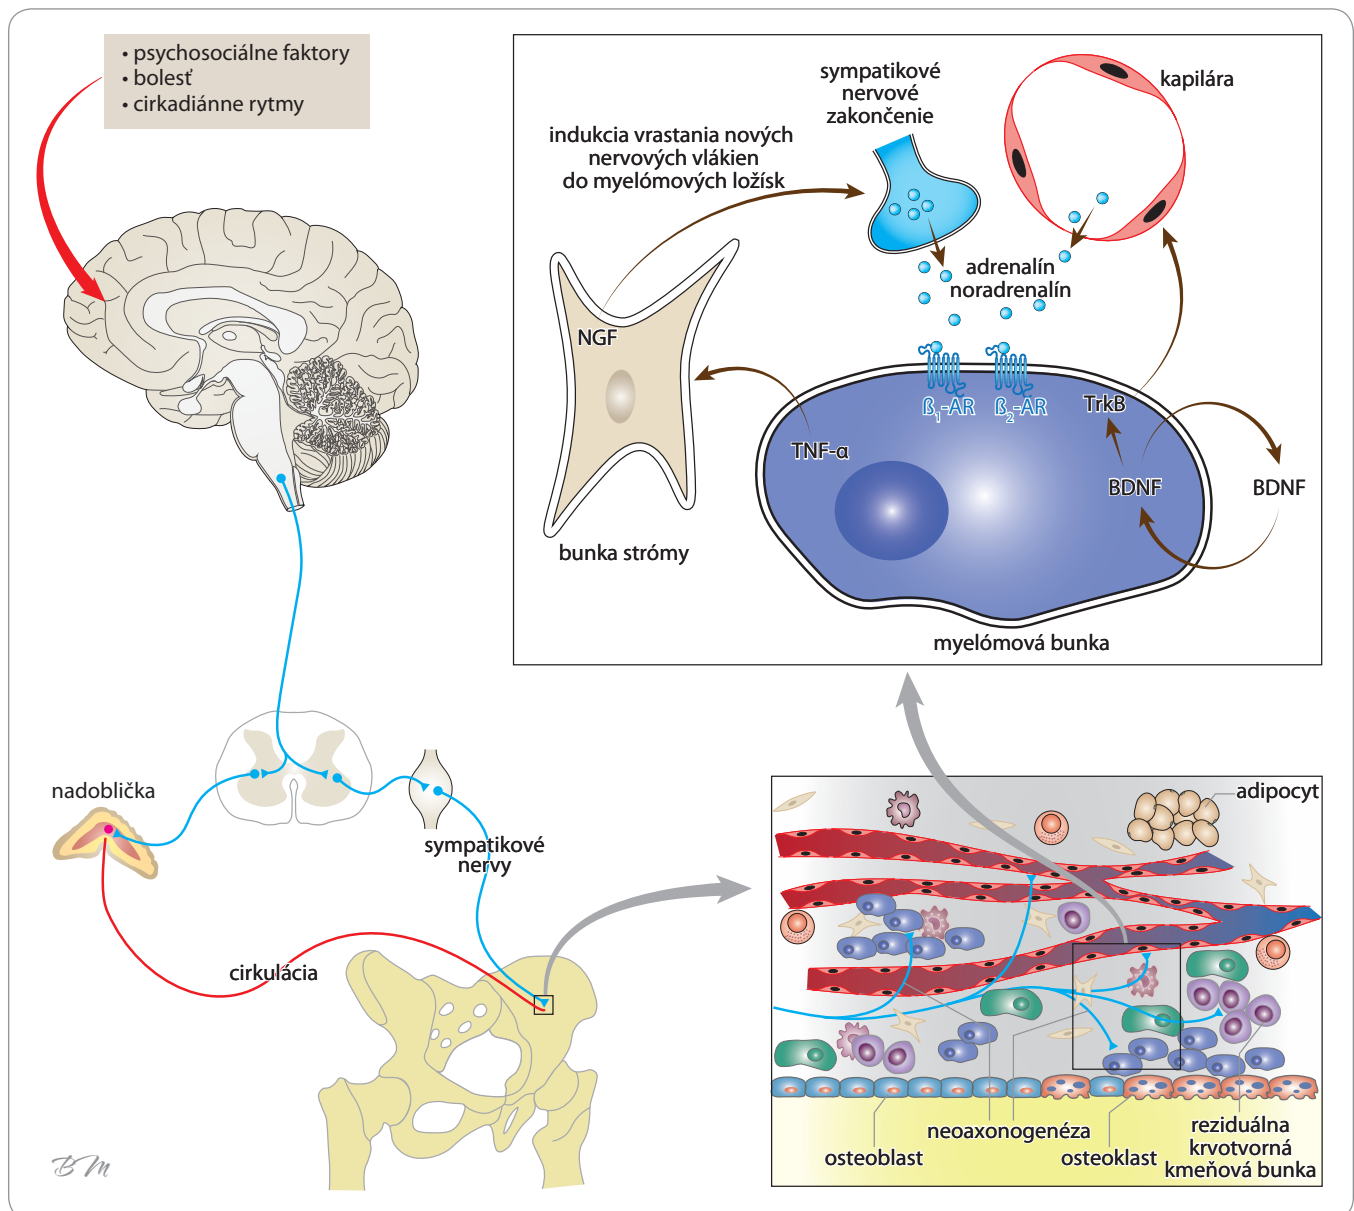 • psychosociálne faktory
• bolesť
• cirkadiánne rytmy
sympatikové
nervové
zakončenie
kapilára
indukcia vrastania nových
nervových vlákien
do myelómových ložísk
adrenalín
noradrenalín
NGF
ß1-AR
ß2-AR
TrkB
TNF-α
BDNF
BDNF
bunka strómy
myelómová bunka
nadoblička
sympatikové
nervy
cirkulácia
adipocyt
neoaxonogenéza
osteoblast
osteoklast
reziduálna
krvotvorná
kmeňová bunka
BM